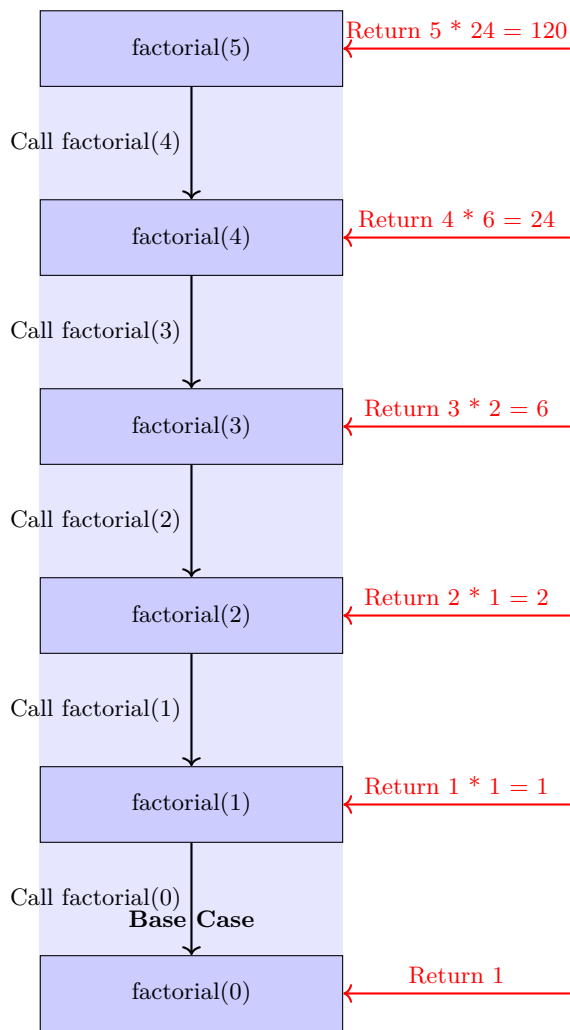 factorial(5)
Return 5 * 24 = 120
Call factorial(4)
factorial(4)
Return 4 * 6 = 24
Call factorial(3)
factorial(3)
Return 3 * 2 = 6
Call factorial(2)
factorial(2)
Return 2 * 1 = 2
Call factorial(1)
factorial(1)
Return 1 * 1 = 1
Call factorial(0)
Base Case
factorial(0)
Return 1